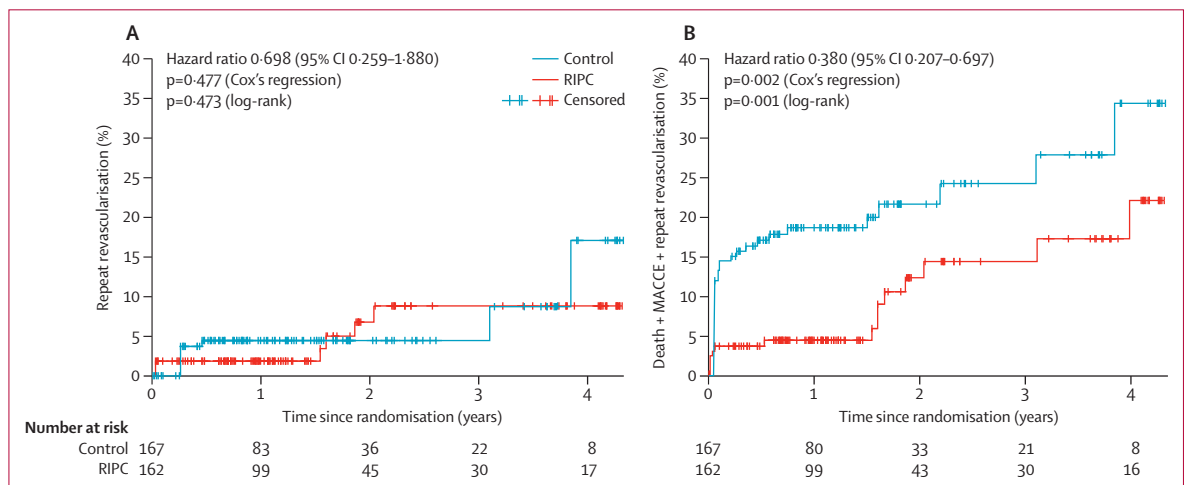 A
Hazard ratio 0·698 (95% CI 0·259–1·880)
p=0·477 (Cox's regression)
p=0·473 (log-rank)
Control
RIPC
Censored
Repeat revascularisation (%)
40
35
30
25
20
15
10
5
0
0 1 2 3 4
Time since randomisation (years)
B
Hazard ratio 0·380 (95% CI 0·207–0·697)
p=0·002 (Cox's regression)
p=0·001 (log-rank)
Death + MACCE + repeat revascularisation (%)
40
35
30
25
20
15
10
5
0
0 1 2 3 4
Time since randomisation (years)
Number at risk
Control 167 83 36 22 8 167 80 33 21 8
RIPC 162 99 45 30 17 162 99 43 30 16